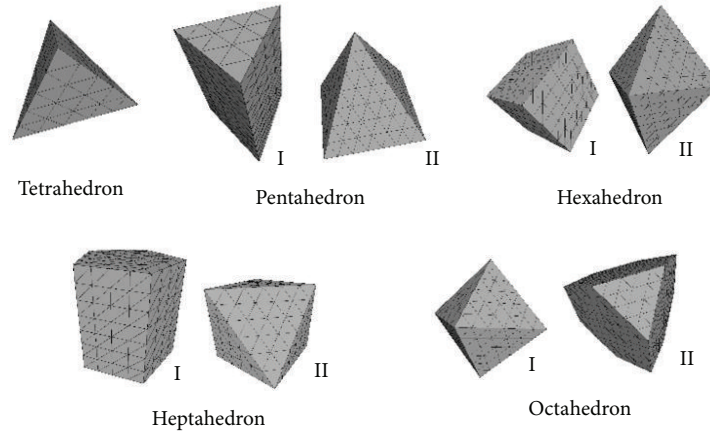 I
II
Tetrahedron
Pentahedron
I
II
Hexahedron
I
II
Heptahedron
I
II
Octahedron